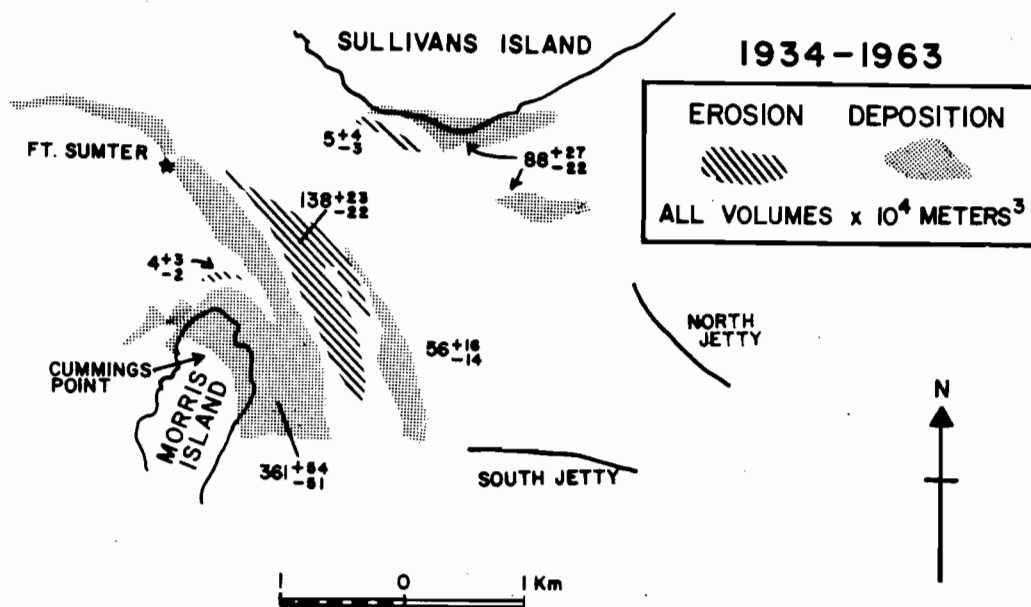 SULLIVANS ISLAND
1934-1963
EROSION DEPOSITION
ALL VOLUMES x 10⁴ METERS³
FT. SUMTER
5 +4 -3
88 +27 -22
138 +23 -22
4 +3 -2
NORTH
JETTY
56 +16 -14
CUMMINGS
POINT
MORRIS
ISLAND
361 +54 -51
SOUTH JETTY
N
1 0 1 Km